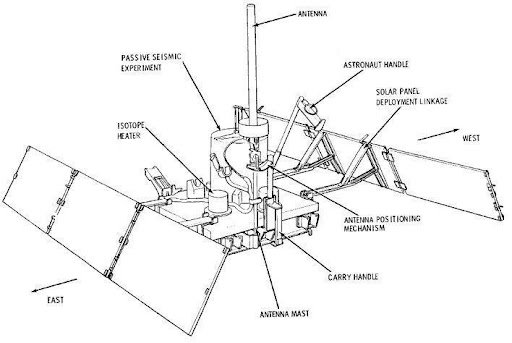 ANTENNA
PASSIVE SEISMIC
EXPERIMENT
ASTRONAUT HANDLE
SOLAR PANEL
DEPLOYMENT LINKAGE
ISOTOPE
HEATER
WEST
ANTENNA POSITIONING
MECHANISM
CARRY HANDLE
EAST
ANTENNA MAST